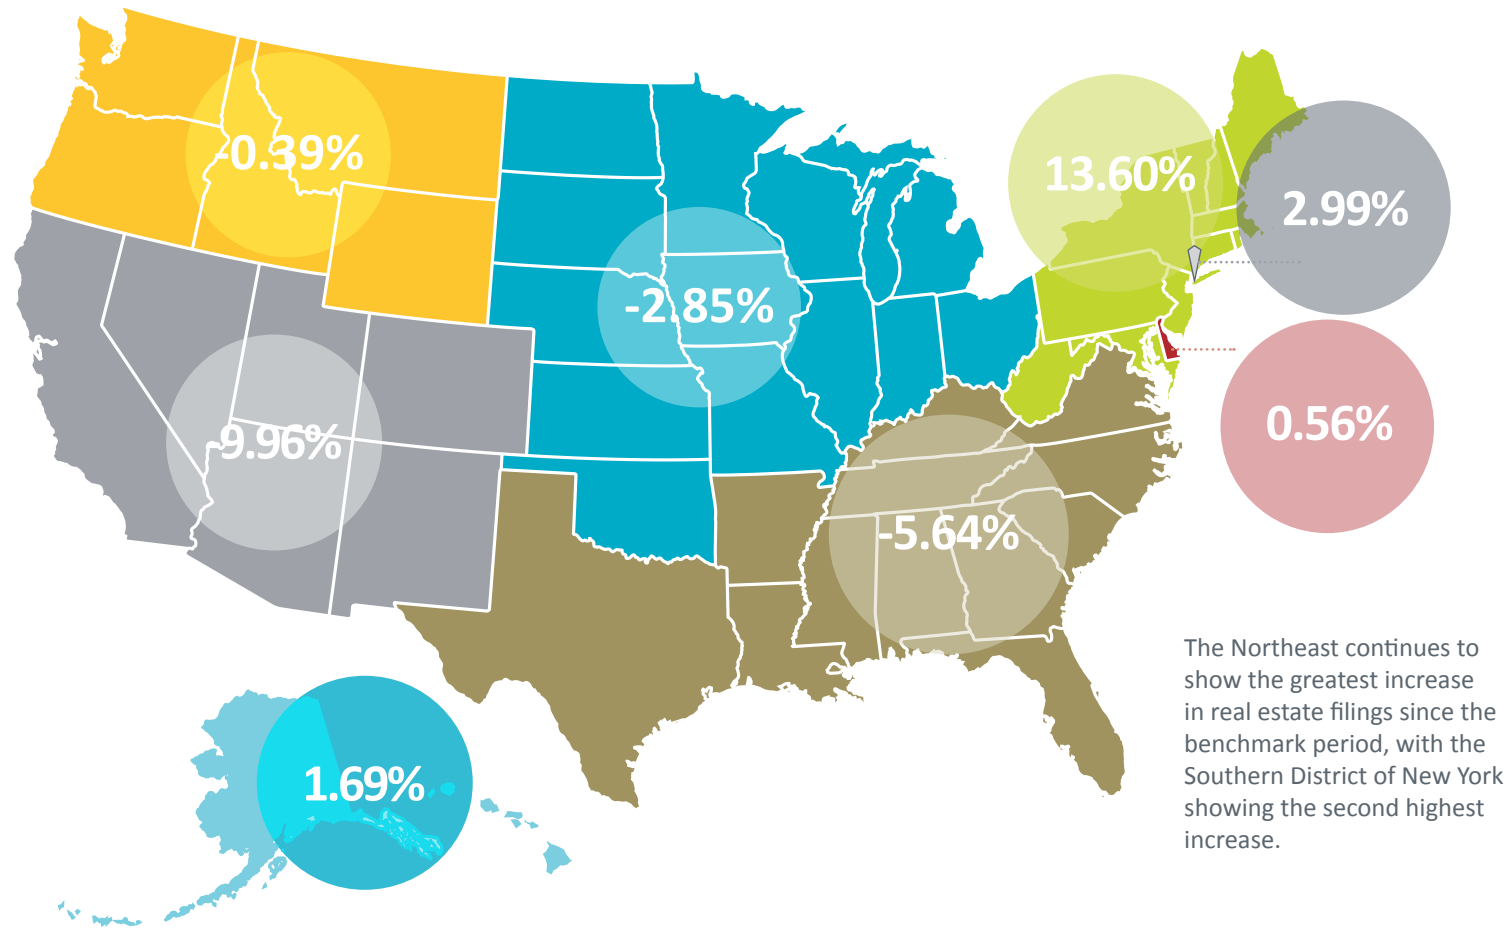 -0.39%
13.60%
2.99%
-2.85%
0.56%
-9.96%
-5.64%
1.69%
The Northeast continues to
show the greatest increase
in real estate filings since the
benchmark period, with the
Southern District of New York
showing the second highest
increase.